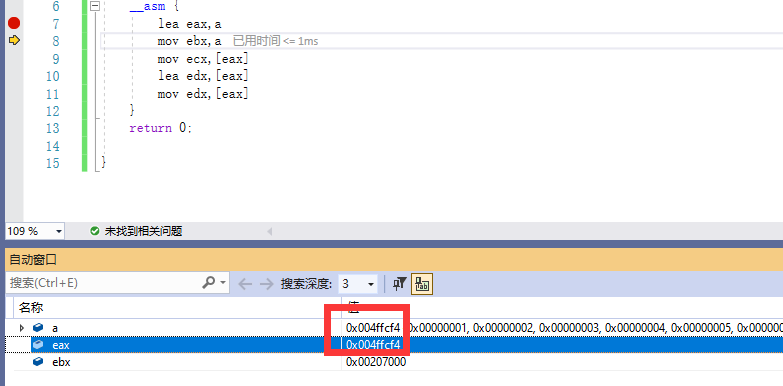 6 __asm {
7 lea eax,a
8 mov ebx,a 已用时间 <= 1ms
9 mov ecx,[eax]
10 lea edx,[eax]
11 mov edx,[eax]
12 }
13 return 0;
14
15 }
109 % 未找到相关问题
自动窗口
搜索(Ctrl+E) 搜索深度: 3
名称 值
a 0x004ffcf4 {0x00000001, 0x00000002, 0x00000003, 0x00000004, 0x00000005, 0x00000
eax 0x004ffcf4
ebx 0x00207000